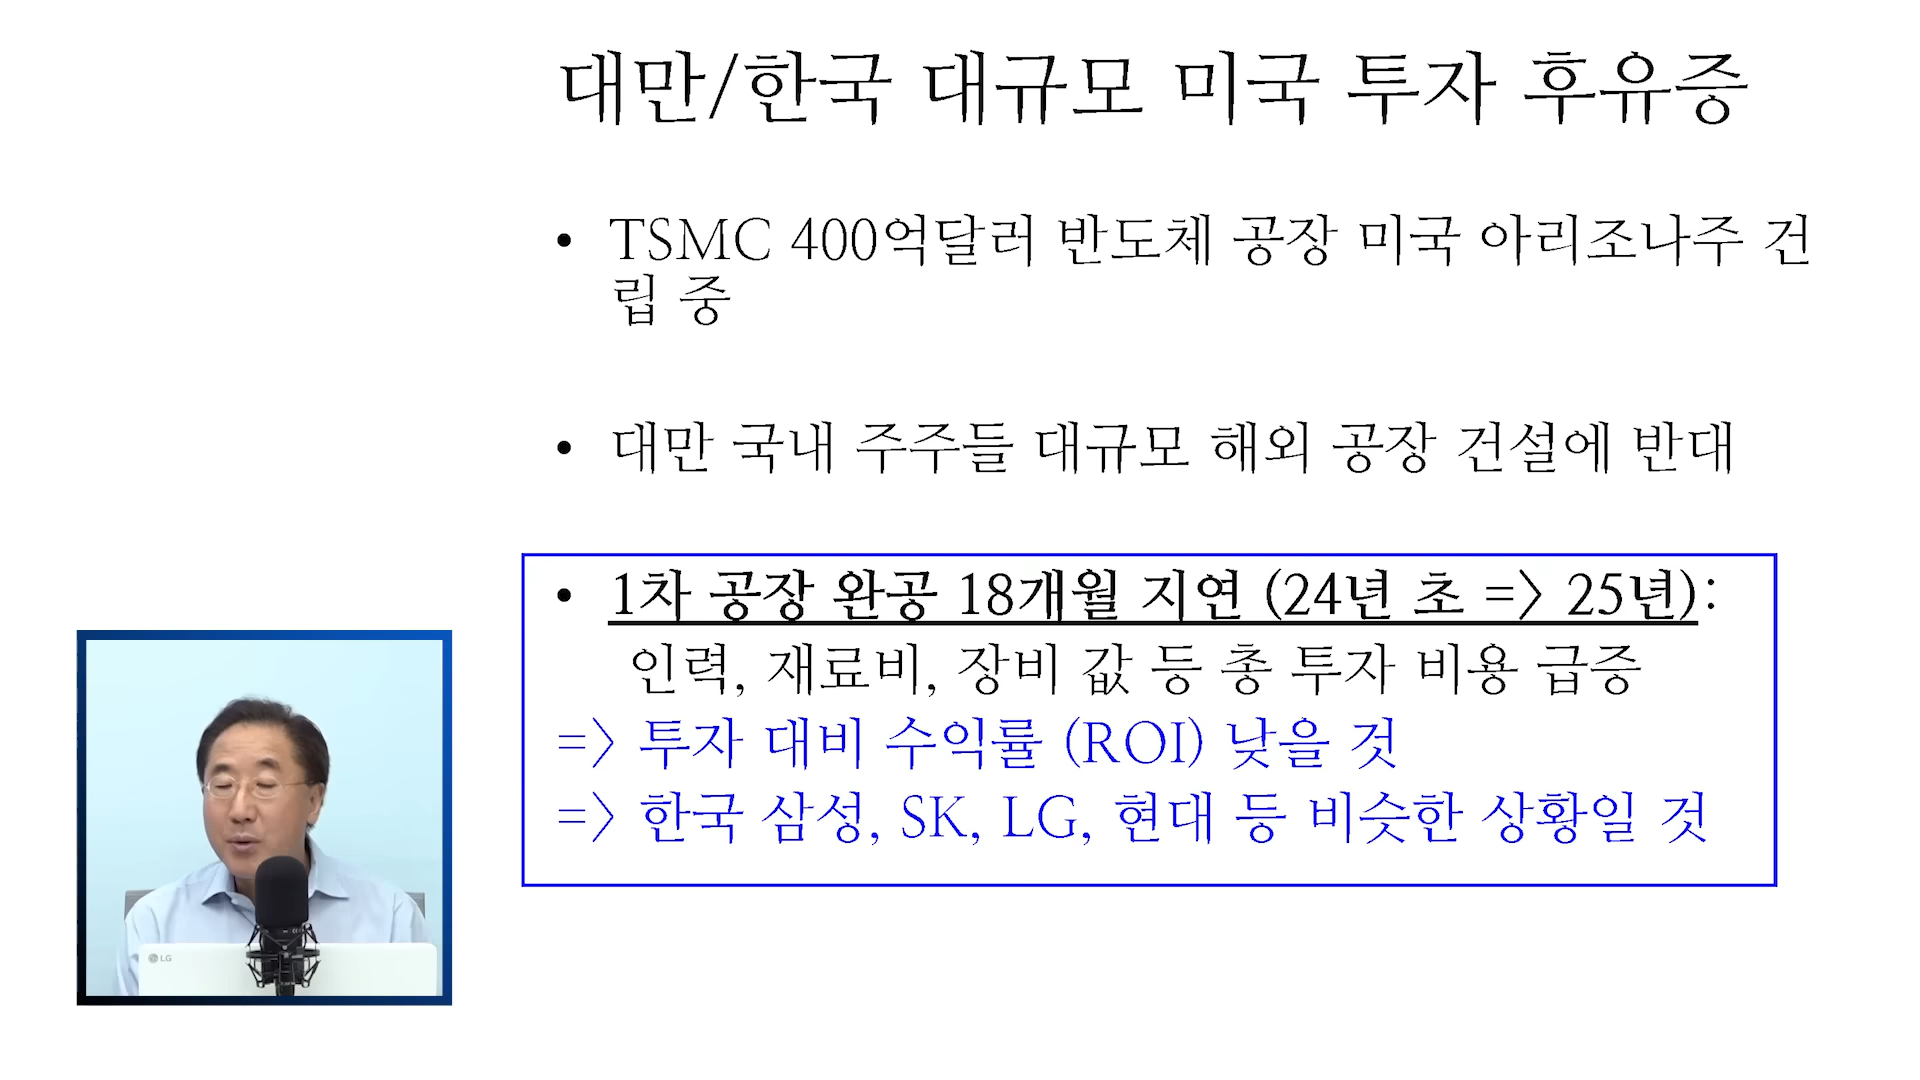 대만/한국 대규모 미국 투자 후유증
• TSMC 400억달러 반도체 공장 미국 아리조나주 건
립 중
• 대만 국내 주주들 대규모 해외 공장 건설에 반대
• 1차 공장 완공 18개월 지연 (24년 초 => 25년):
인력, 재료비, 장비 값 등 총 투자 비용 급증
=> 투자 대비 수익률 (ROI) 낮을 것
=> 한국 삼성, SK, LG, 현대 등 비슷한 상황일 것
LG